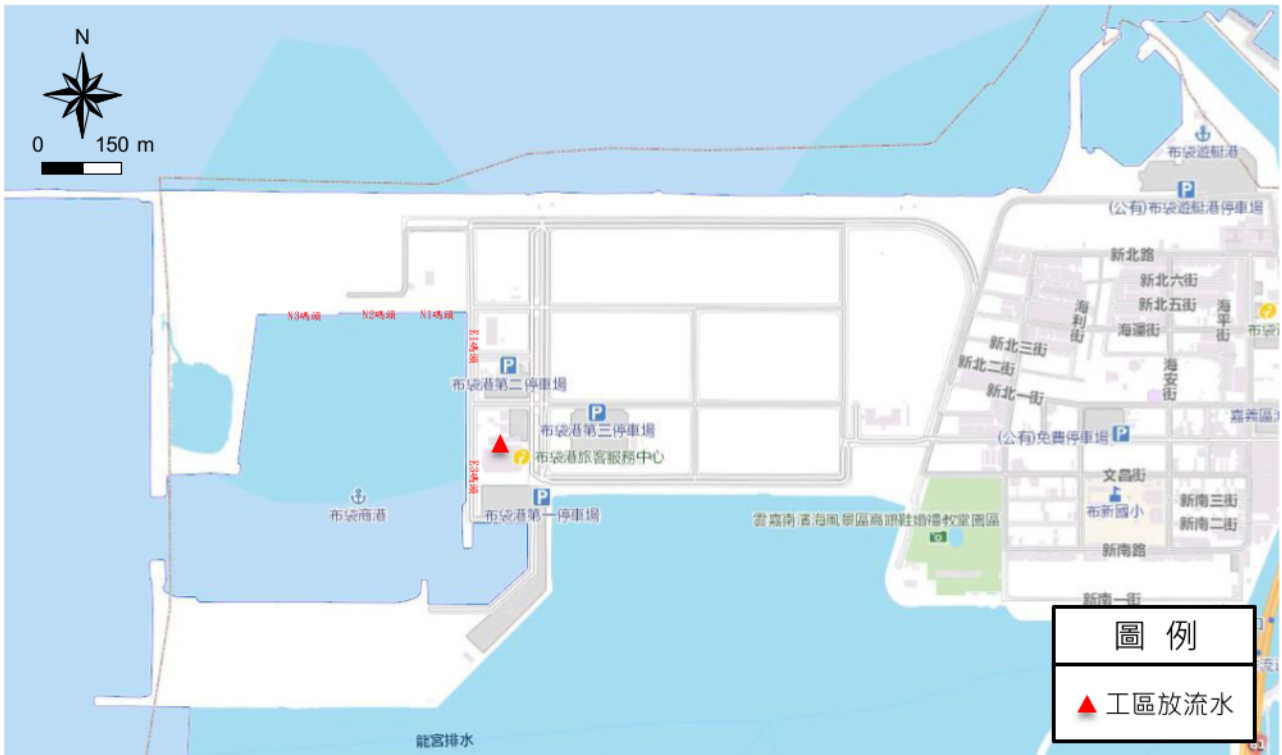 N
0 150 m
布袋遊艇港
P
(公有)布袋遊艇港停車場
新北路
新北六街
新北五街
海利街
海平街
海運街
N3碼頭
N2碼頭
N1碼頭
E1碼頭
新北三街
新北二街
新北一街
海安街
P
布袋港第二停車場
P
布袋港第三停車場
嘉義區
(公有)免費停車場
P
布袋港旅客服務中心
E3碼頭
文昌街
布袋商港
P
布袋港第一停車場
雲嘉南濱海風景區高跟鞋婚禮教堂園區
布新國小
新南三街
新南二街
新南路
新南一街
圖 例
工區放流水
龍宮排水